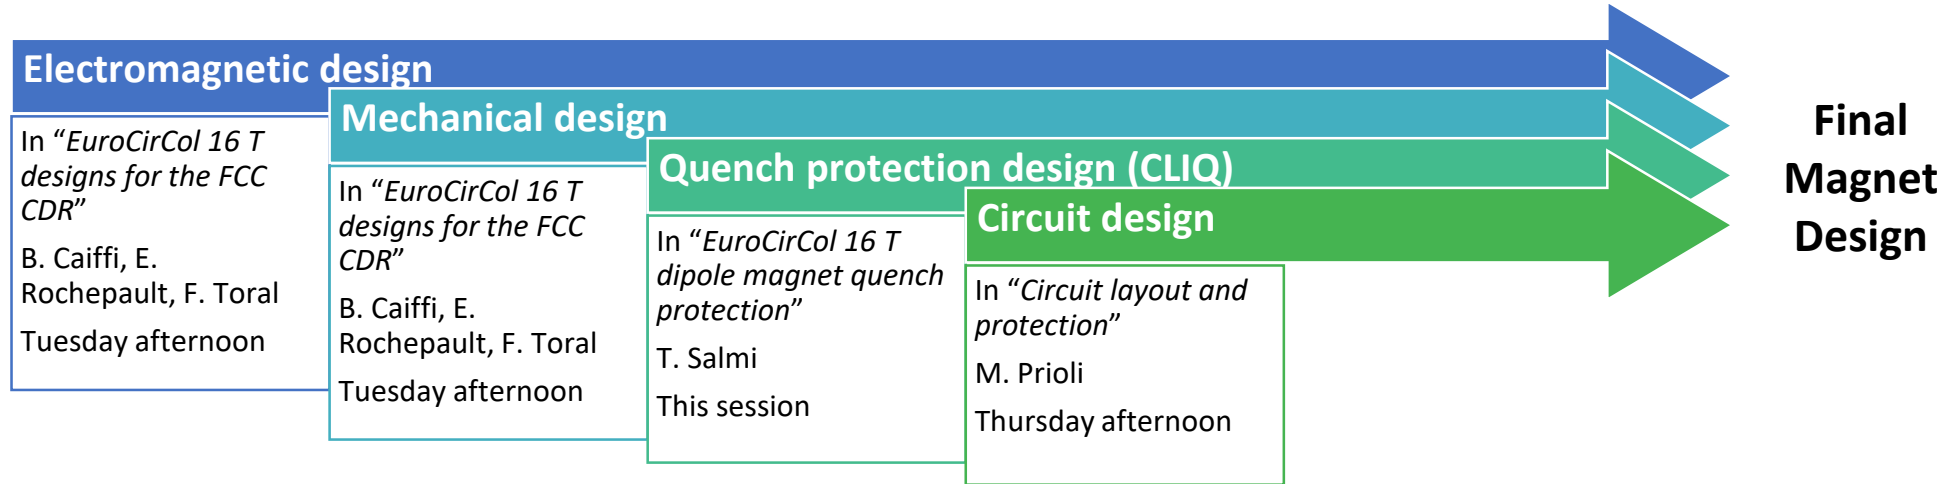 Electromagnetic design
In “EuroCirCol 16 T
designs for the FCC
CDR”
B. Caiffi, E.
Rochepault, F. Toral
Tuesday afternoon
Mechanical design
In “EuroCirCol 16 T
designs for the FCC
CDR”
B. Caiffi, E.
Rochepault, F. Toral
Tuesday afternoon
Quench protection design (CLIQ)
In “EuroCirCol 16 T
dipole magnet quench
protection”
T. Salmi
This session
Circuit design
In “Circuit layout and
protection”
M. Prioli
Thursday afternoon
Final
Magnet
Design